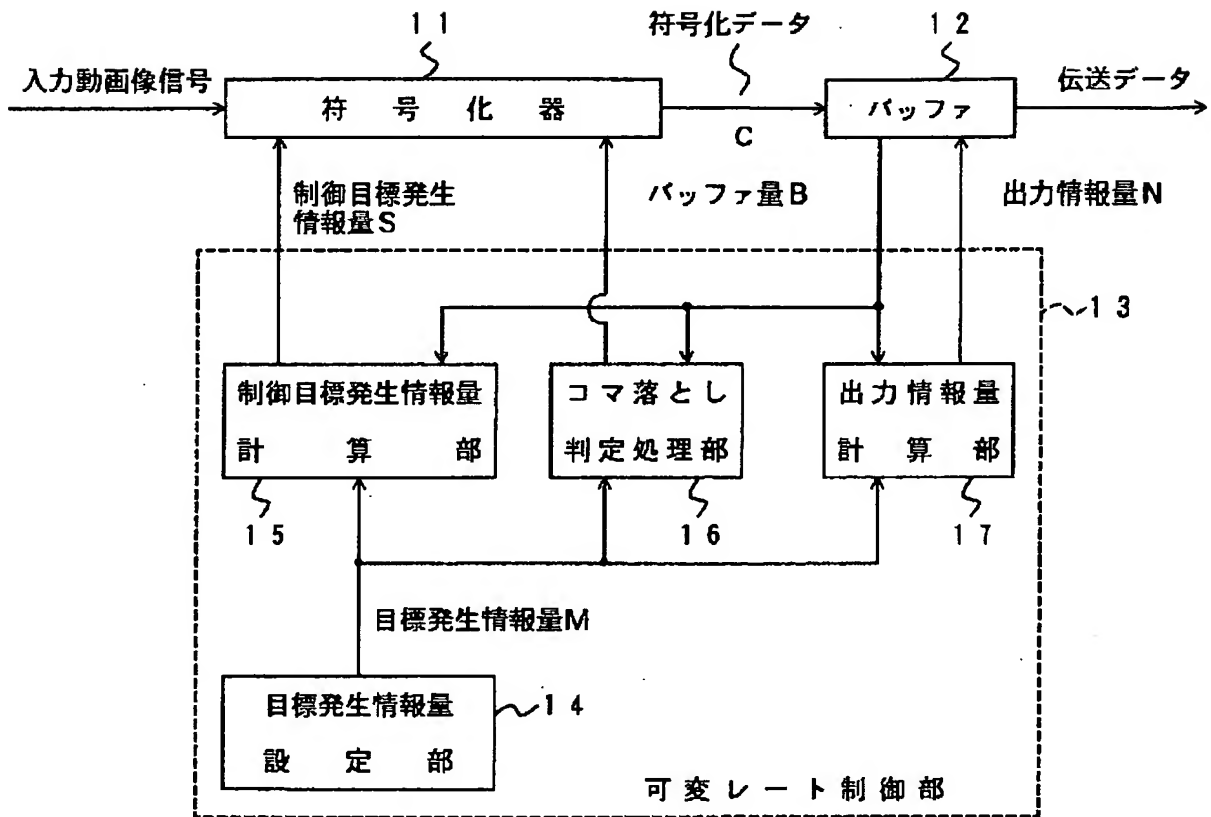 11
符号化データ
12
入力動画像信号
伝送データ
符号化器
バッファ
C
制御目標発生
情報量S
バッファ量B
出力情報量N
13
制御目標発生情報量
計算部
コマ落とし
判定処理部
出力情報量
計算部
15
16
17
目標発生情報量M
目標発生情報量
設定部
14
可変レート制御部